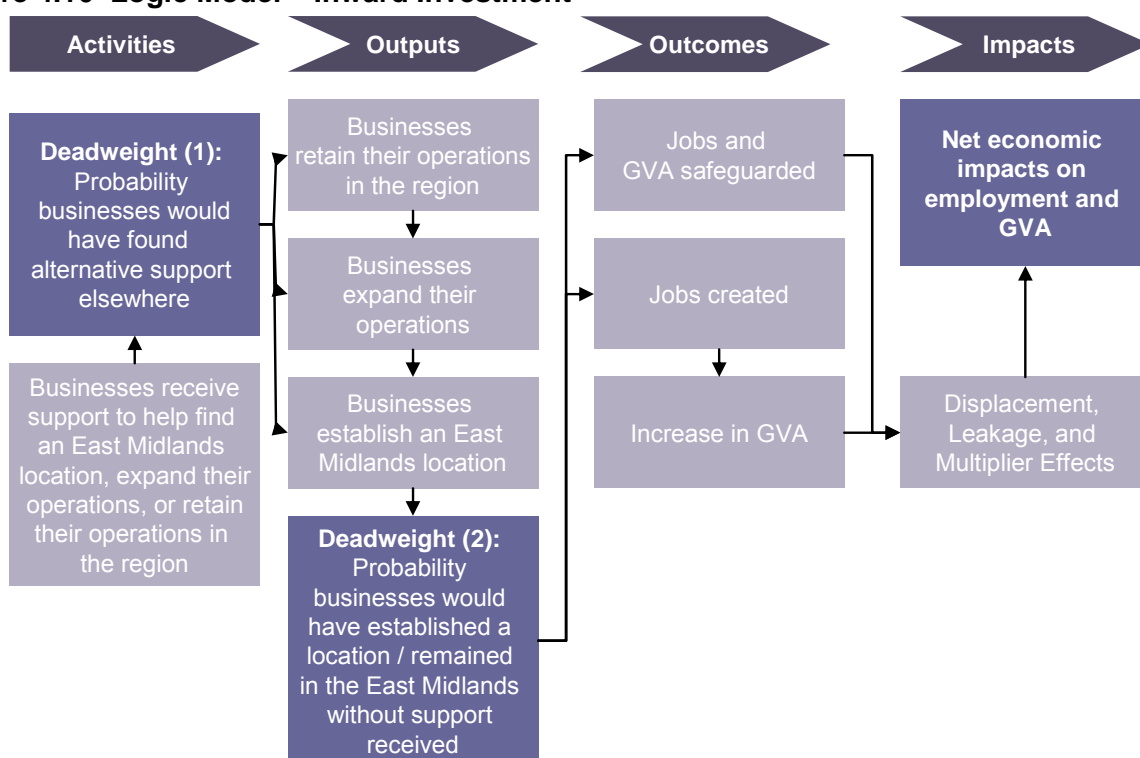 Logic Model – Inward Investment
Activities
Outputs
Outcomes
Impacts
Deadweight (1):
Probability
businesses would
have found
alternative support
elsewhere
Businesses receive
support to help find
an East Midlands
location, expand their
operations, or retain
their operations in
the region
Businesses
retain their operations
in the region
Businesses
expand their
operations
Businesses
establish an East
Midlands location
Deadweight (2):
Probability
businesses would
have established a
location / remained
in the East Midlands
without support
received
Jobs and
GVA safeguarded
Jobs created
Increase in GVA
Net economic
impacts on
employment and
GVA
Displacement,
Leakage, and
Multiplier Effects